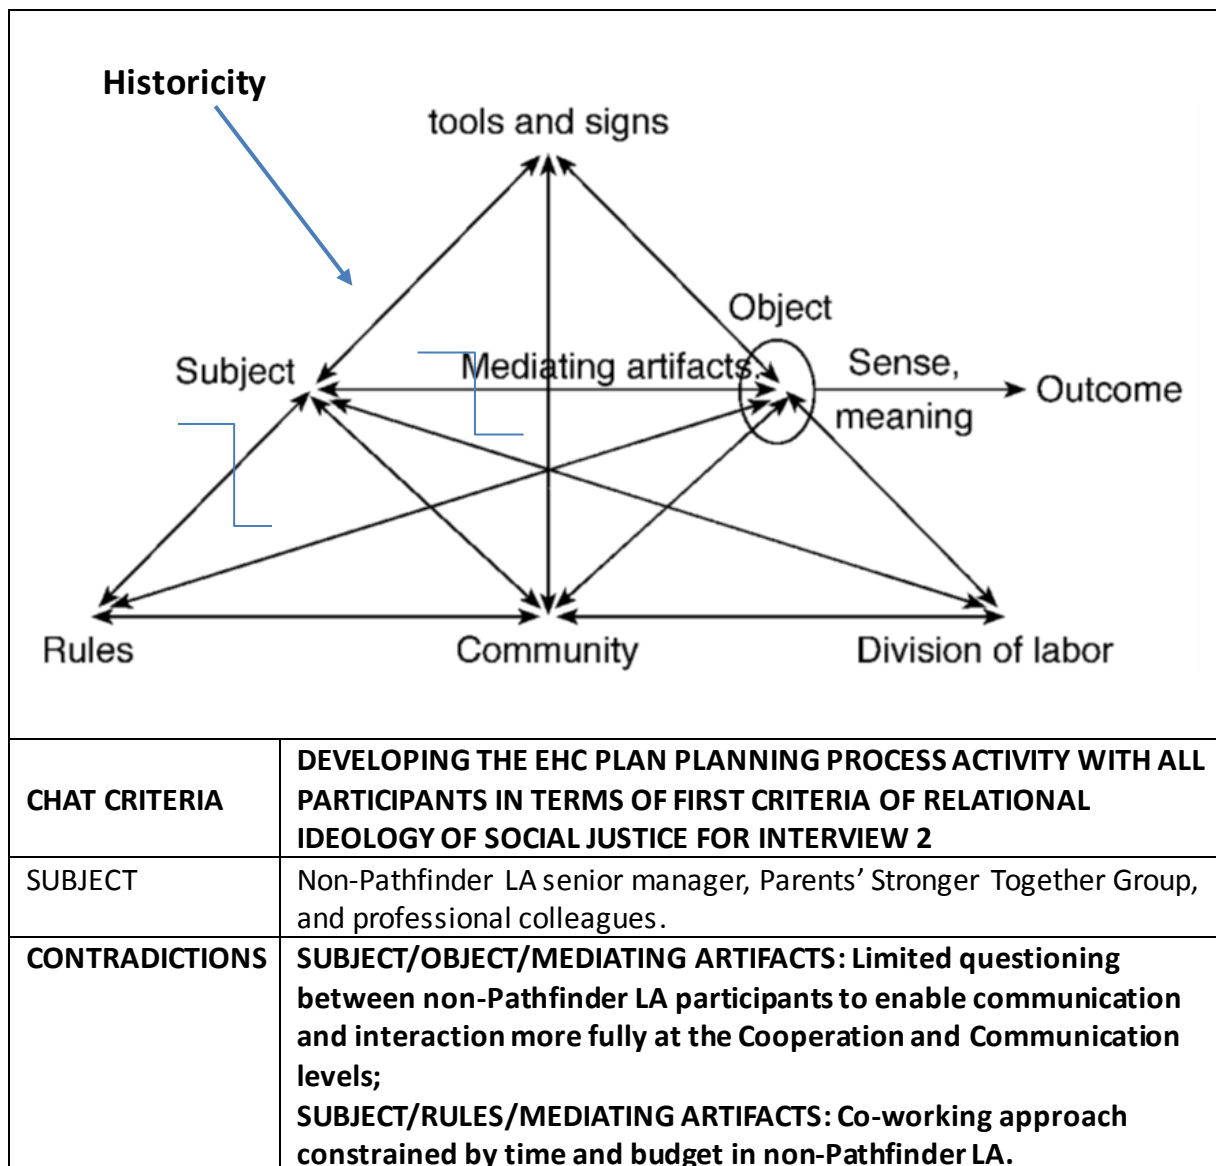 Historicity
tools and signs
Object
Subject
Mediating artifacts,
Sense,
meaning
Outcome
Rules
Community
Division of labor
CHAT CRITERIA
DEVELOPING THE EHC PLAN PLANNING PROCESS ACTIVITY WITH ALL
PARTICIPANTS IN TERMS OF FIRST CRITERIA OF RELATIONAL
IDEOLOGY OF SOCIAL JUSTICE FOR INTERVIEW 2
SUBJECT
Non-Pathfinder LA senior manager, Parents’ Stronger Together Group,
and professional colleagues.
CONTRADICTIONS
SUBJECT/OBJECT/MEDIATING ARTIFACTS: Limited questioning
between non-Pathfinder LA participants to enable communication
and interaction more fully at the Cooperation and Communication
levels;
SUBJECT/RULES/MEDIATING ARTIFACTS: Co-working approach
constrained by time and budget in non-Pathfinder LA.